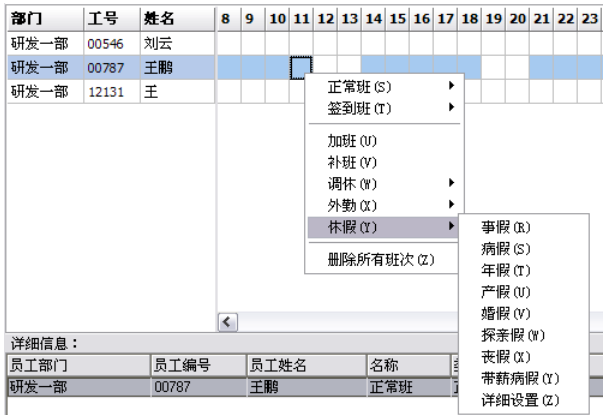 部门 工号 姓名 8 9 10 11 12 13 14 15 16 17 18 19 20 21 22 23
研发一部 00546 刘云
研发一部 00787 王鹏
研发一部 12131 王
正常班(S)
签到班(T)
加班(U)
补班(V)
调休(W)
外勤(X)
休假(Y)
事假(R)
病假(S)
删除所有班次(Z)
年假(T)
产假(U)
婚假(V)
探亲假(W)
丧假(X)
带薪病假(Y)
详细设置(Z)
详细信息：
员工部门 员工编号 员工姓名 名称
研发一部 00787 王鹏 正常班